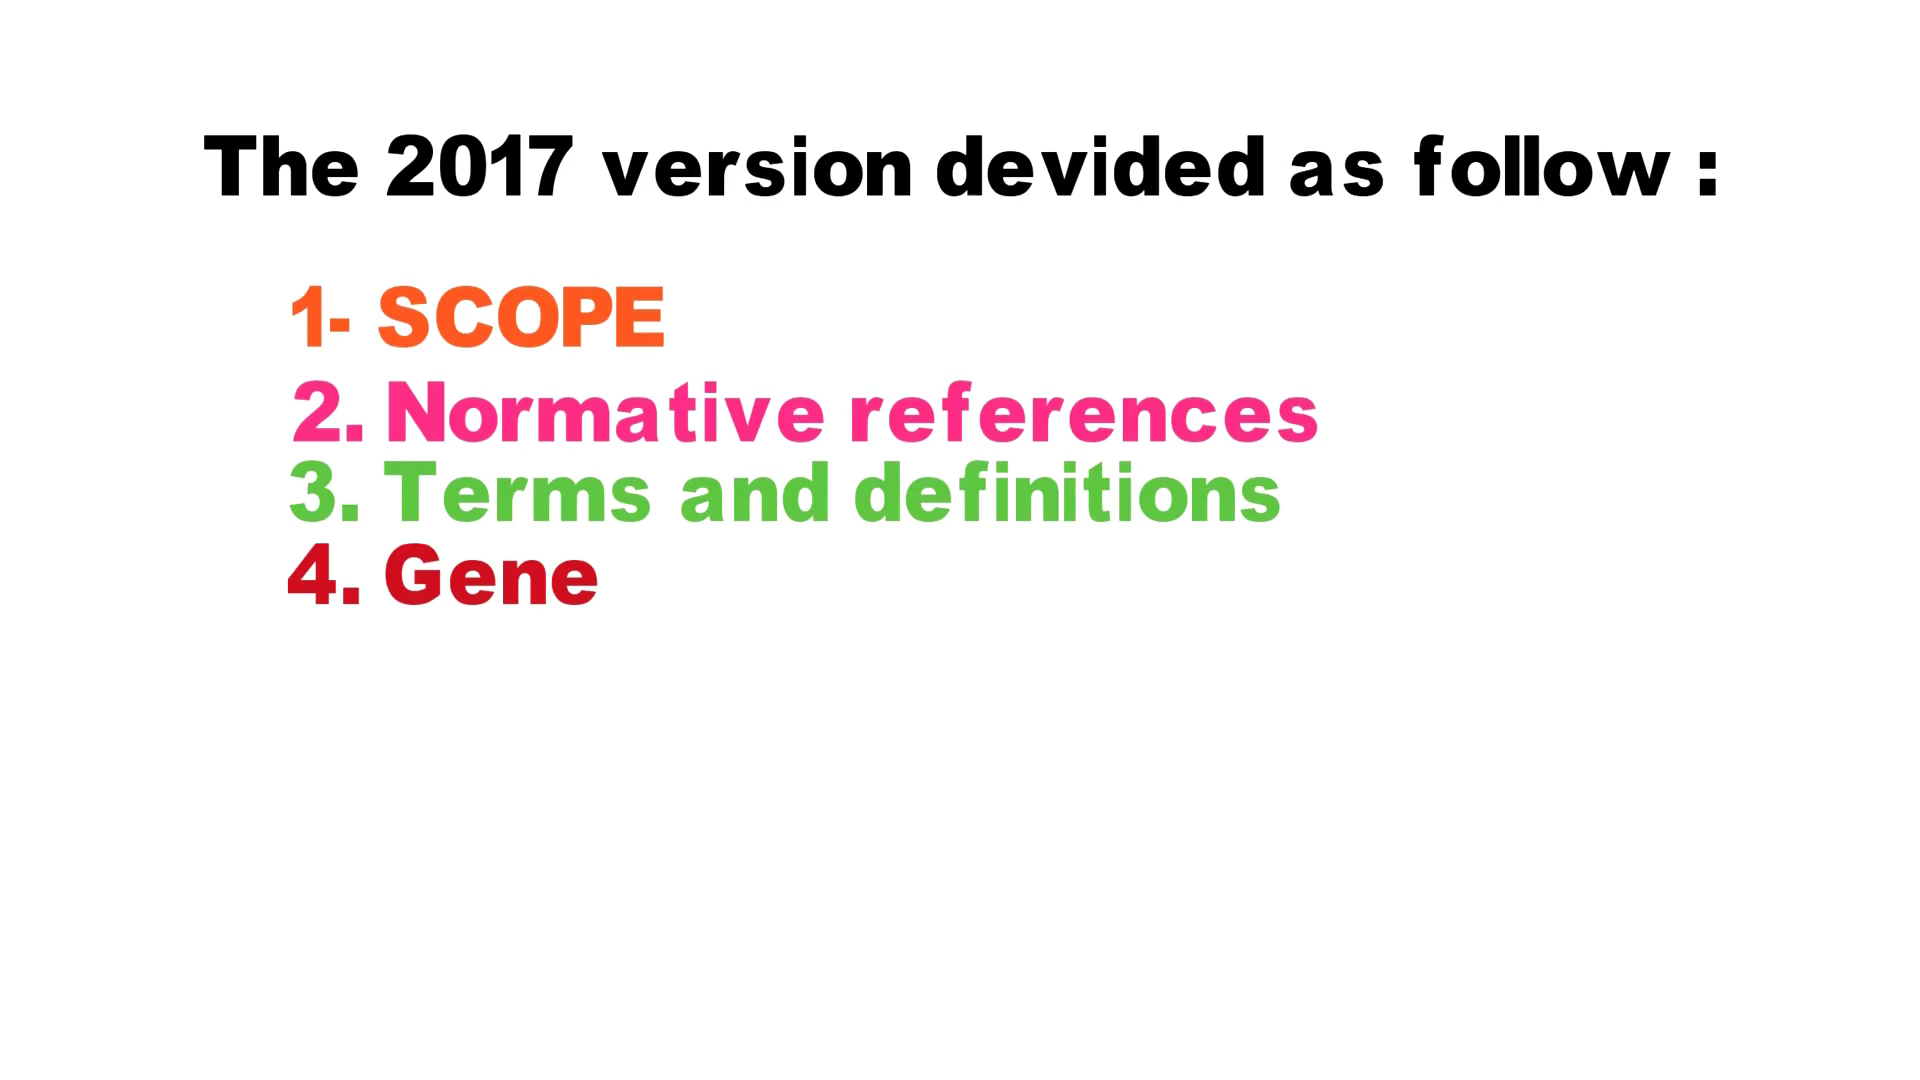 The 2017 version devided as follow :
1- SCOPE
2. Normative references
3. Terms and definitions
4. Gene